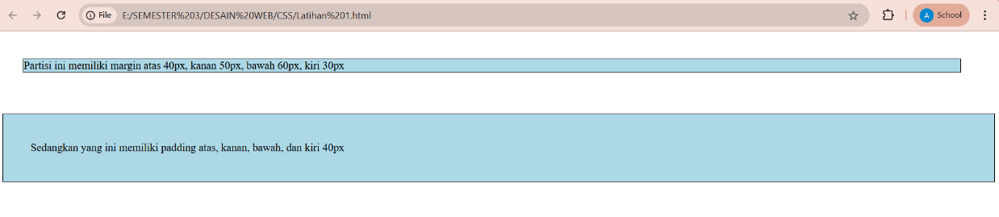 File E:/SEMESTER%203/DESAIN%20WEB/CSS/Latihan%201.html A School
Partisi ini memiliki margin atas 40px, kanan 50px, bawah 60px, kiri 30px
Sedangkan yang ini memiliki padding atas, kanan, bawah, dan kiri 40px